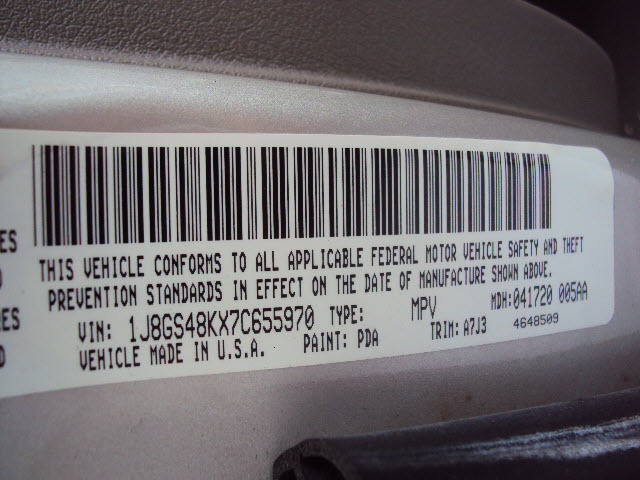 THIS VEHICLE CONFORMS TO ALL APPLICABLE FEDERAL MOTOR VEHICLE SAFETY AND THEFT
PREVENTION STANDARDS IN EFFECT ON THE DATE OF MANUFACTURE SHOWN ABOVE.
MDH:041720 005AA
VIN: 1J8GS48KX7C655970 TYPE: MPV
4648509
VEHICLE MADE IN U.S.A. PAINT: PDA TRIM: A7J3